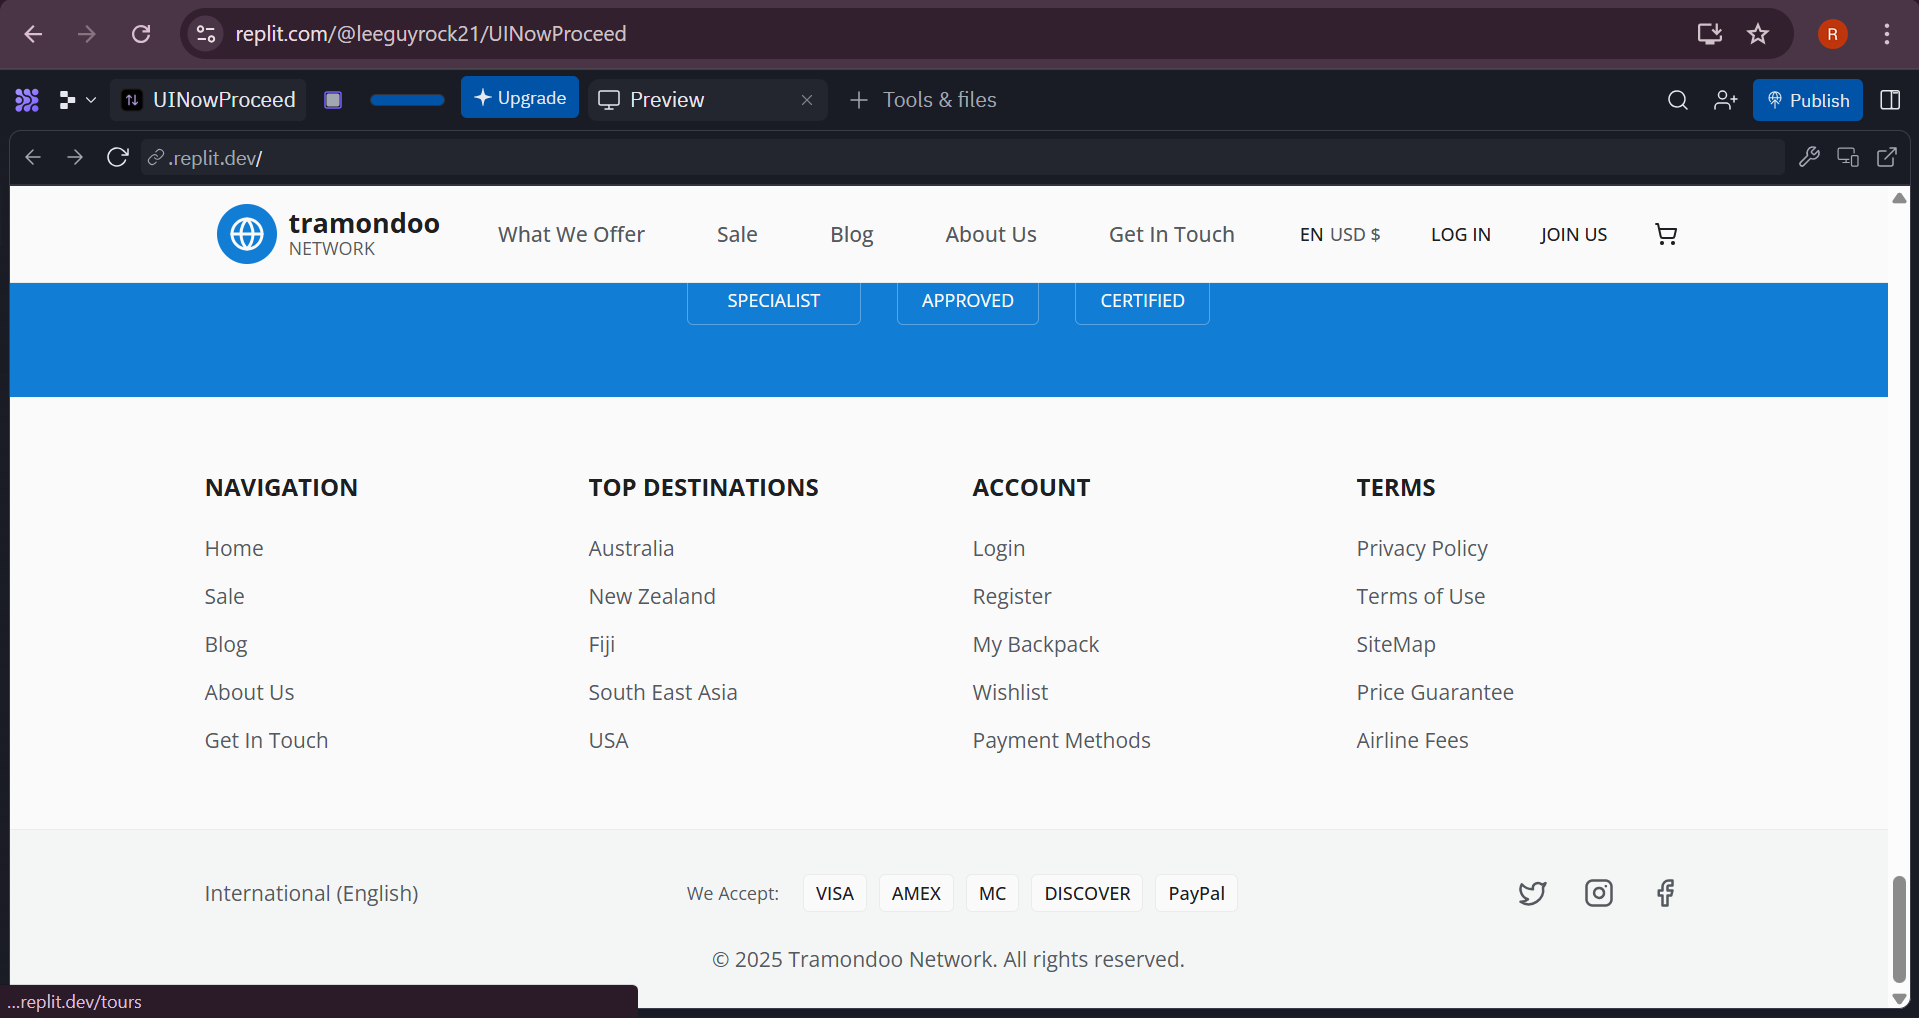 replit.com/@leeguyrock21/UINowProceed
R
UINowProceed
Upgrade
Preview
Tools & files
Publish
.replit.dev/
tramondoo
NETWORK
What We Offer
Sale
Blog
About Us
Get In Touch
EN USD $
LOG IN
JOIN US
SPECIALIST
APPROVED
CERTIFIED
NAVIGATION
Home
Sale
Blog
About Us
Get In Touch
TOP DESTINATIONS
Australia
New Zealand
Fiji
South East Asia
USA
ACCOUNT
Login
Register
My Backpack
Wishlist
Payment Methods
TERMS
Privacy Policy
Terms of Use
SiteMap
Price Guarantee
Airline Fees
International (English)
We Accept: VISA AMEX MC DISCOVER PayPal
© 2025 Tramondoo Network. All rights reserved.
...replit.dev/tours